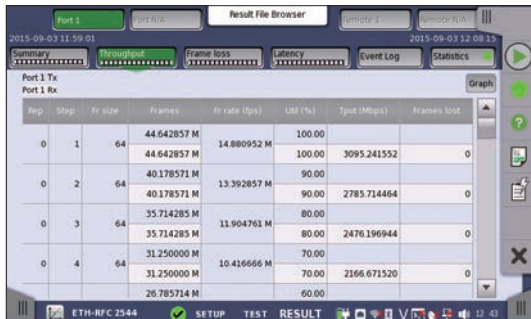 Port 1 Port N/A Result File Browser Remote 1 Remote N/A
2015-09-03 11 59 01 2015-09-03 12 08 15
Summary Throughput Frame loss Latency Event Log Statistics
Port 1 Tx
Port 1 Rx
Graph
Rep Step Fr size Frames Fr rate (fps) Util (%) Tput (Mbps) Frames lost
44.642857 M 100.00
0 1 64 14.880952 M
44.642857 M 100.00 3095.241552 0
40.178571 M 90.00
0 2 64 13.392857 M
40.178571 M 90.00 2785.714464 0
35.714285 M 80.00
0 3 64 11.904761 M
35.714285 M 80.00 2476.196944 0
31.250000 M 70.00
0 4 64 10.416666 M
31.250000 M 70.00 2166.671520 0
26.785714 M 60.00
ETH-RFC 2544 SETUP TEST RESULT 12 43